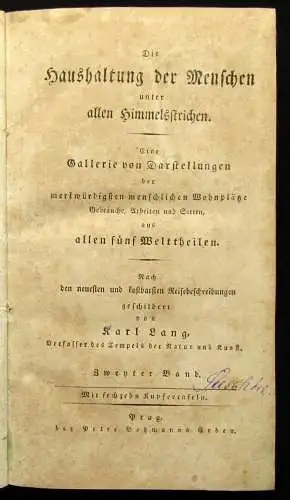 Die
Haushaltung der Menschen
unter
allen Himmelsstrichen.
Eine
Gallerie von Darstellungen
der
merkwürdigsten menschlichen Wohnplätze
Gebräuche, Arbeiten und Sitten,
aus
allen fünf Welttheilen.
Nach
den neuesten und kostbarsten Reisebeschreibungen
geschildert
von
Karl Lang,
Verfasser des Tempels der Natur und Kunst.
Zweyter Band.
Mit sechzehn Kupfertafeln.
Prag,
bey Peter Bohmanns Erben.